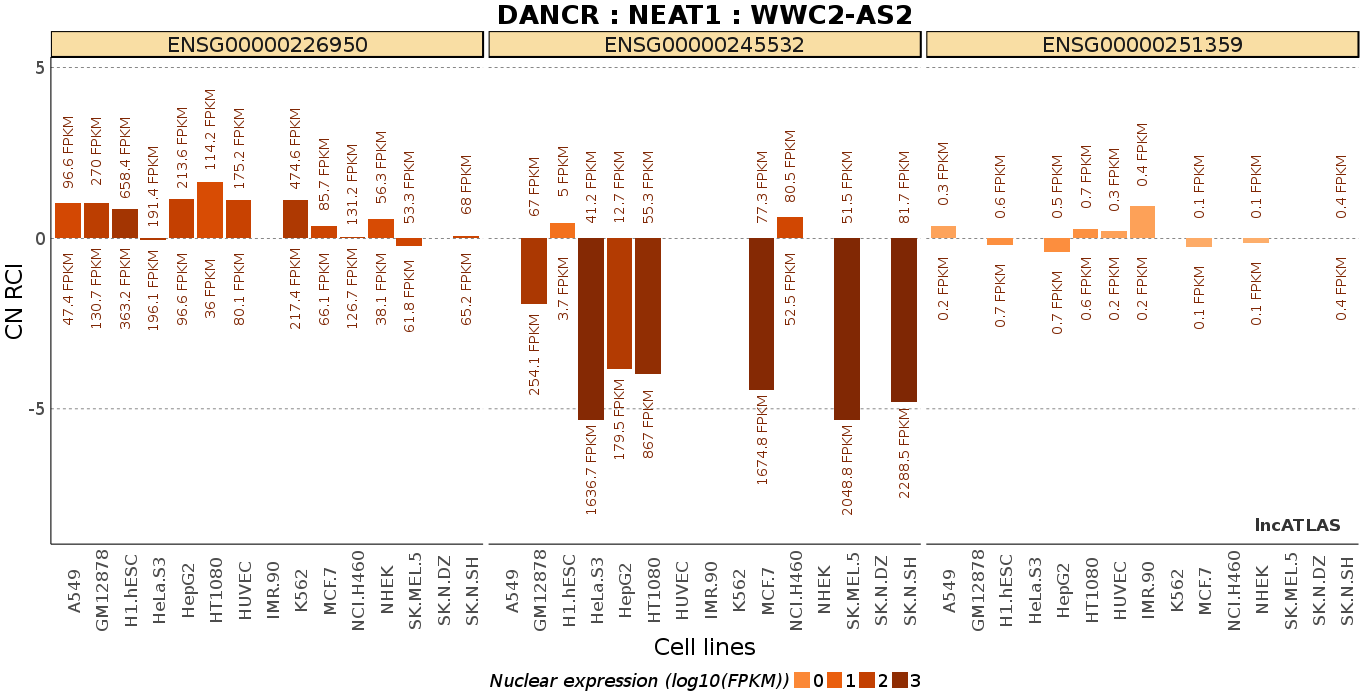 DANCR : NEAT1 : WWC2-AS2
ENSG00000226950 ENSG00000245532 ENSG00000251359
5
0
-5
CN RCI
96.6 FPKM 270 FPKM 658.4 FPKM 191.4 FPKM 213.6 FPKM 114.2 FPKM 175.2 FPKM 474.6 FPKM 85.7 FPKM 131.2 FPKM 56.3 FPKM 53.3 FPKM 68 FPKM
47.4 FPKM 130.7 FPKM 363.2 FPKM 196.1 FPKM 96.6 FPKM 36 FPKM 80.1 FPKM 217.4 FPKM 66.1 FPKM 126.7 FPKM 38.1 FPKM 61.8 FPKM 65.2 FPKM
67 FPKM 5 FPKM 41.2 FPKM 12.7 FPKM 55.3 FPKM 77.3 FPKM 80.5 FPKM 51.5 FPKM 81.7 FPKM
254.1 FPKM 3.7 FPKM 1636.7 FPKM 179.5 FPKM 867 FPKM 1674.8 FPKM 52.5 FPKM 2048.8 FPKM 2288.5 FPKM
0.3 FPKM 0.6 FPKM 0.5 FPKM 0.7 FPKM 0.3 FPKM 0.4 FPKM 0.1 FPKM 0.1 FPKM 0.4 FPKM
0.2 FPKM 0.7 FPKM 0.7 FPKM 0.6 FPKM 0.2 FPKM 0.2 FPKM 0.1 FPKM 0.1 FPKM 0.4 FPKM
lncATLAS
A549 GM12878 H1.hESC HeLa.S3 HepG2 HT1080 HUVEC IMR.90 K562 MCF.7 NCI.H460 NHEK SK.MEL.5 SK.N.DZ SK.N.SH
A549 GM12878 H1.hESC HeLa.S3 HepG2 HT1080 HUVEC IMR.90 K562 MCF.7 NCI.H460 NHEK SK.MEL.5 SK.N.DZ SK.N.SH
A549 GM12878 H1.hESC HeLa.S3 HepG2 HT1080 HUVEC IMR.90 K562 MCF.7 NCI.H460 NHEK SK.MEL.5 SK.N.DZ SK.N.SH
Cell lines
Nuclear expression (log10(FPKM)) 0 1 2 3